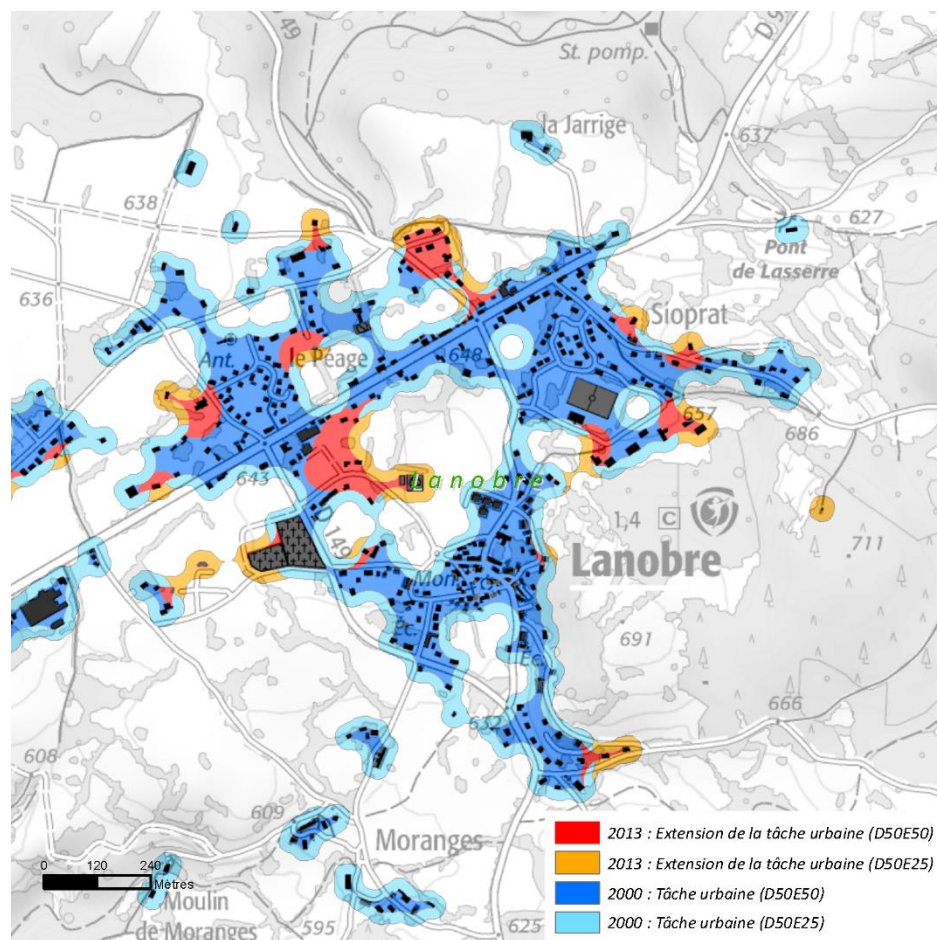 49
D 9
St. pomp.
la Jarrige
637
638
627
Pont
de Lasserre
636
Sioprat
Ant.
le Péage
648
657
686
643
Lanobre
D 149
1,4 C
711
Lanobre
Mon.
691
666
632
608
609
Moranges
0 120 240
Mètres
Moulin
de Moranges
595
625
2013 : Extension de la tâche urbaine (D50E50)
2013 : Extension de la tâche urbaine (D50E25)
2000 : Tâche urbaine (D50E50)
2000 : Tâche urbaine (D50E25)